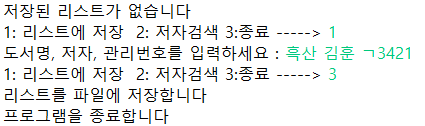 저장된 리스트가 없습니다
1: 리스트에 저장  2: 저자검색 3:종료 -----> 1
도서명, 저자, 관리번호를 입력하세요 : 흑산 김훈 ㄱ3421
1: 리스트에 저장  2: 저자검색 3:종료 -----> 3
리스트를 파일에 저장합니다
프로그램을 종료합니다